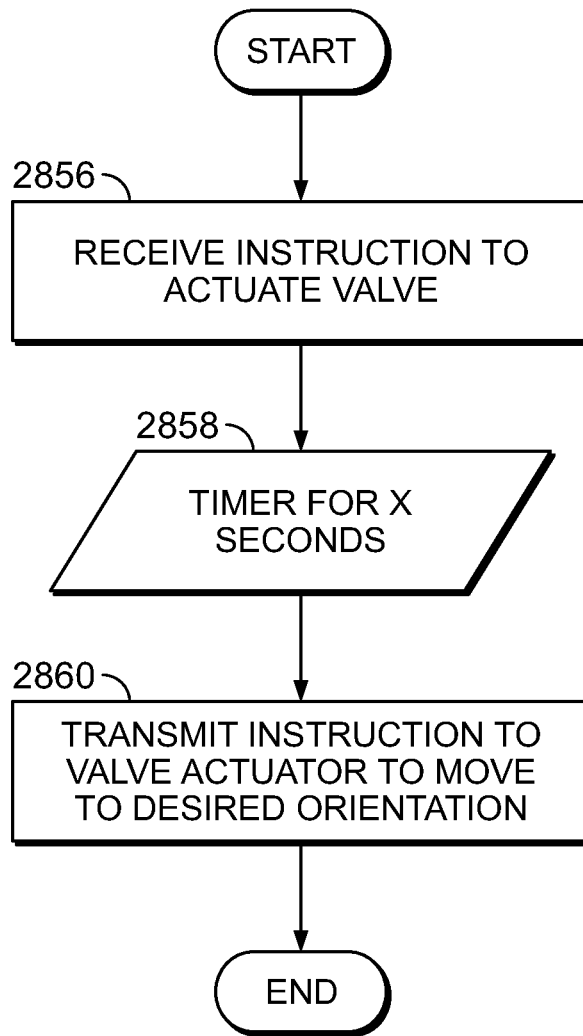 START
2856
RECEIVE INSTRUCTION TO
ACTUATE VALVE
2858
TIMER FOR X
SECONDS
2860
TRANSMIT INSTRUCTION TO
VALVE ACTUATOR TO MOVE
TO DESIRED ORIENTATION
END